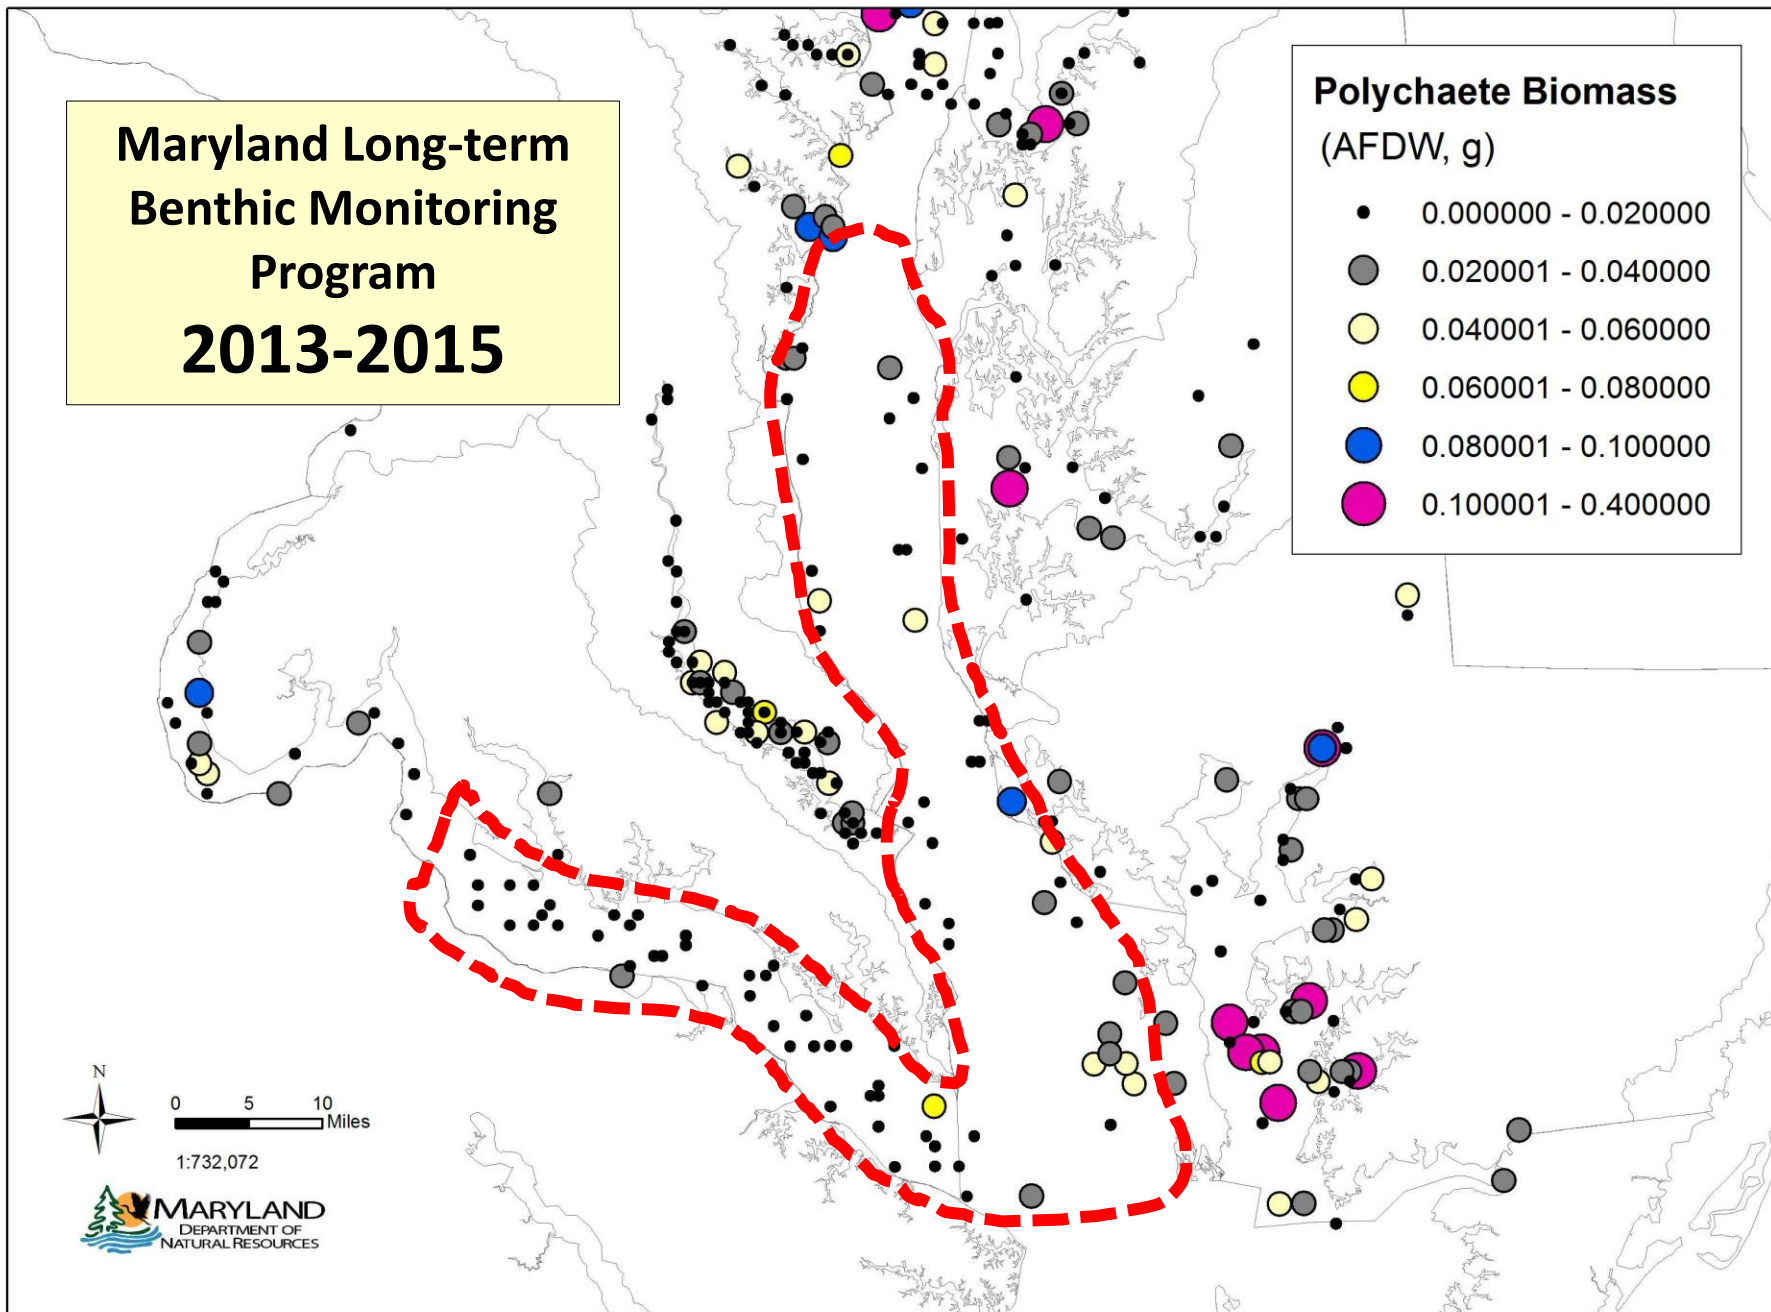 Maryland Long-term
Benthic Monitoring
Program
2013-2015
Polychaete Biomass
(AFDW, g)
0.000000 - 0.020000
0.020001 - 0.040000
0.040001 - 0.060000
0.060001 - 0.080000
0.080001 - 0.100000
0.100001 - 0.400000
N
0 5 10
Miles
1:732,072
MARYLAND
DEPARTMENT OF
NATURAL RESOURCES